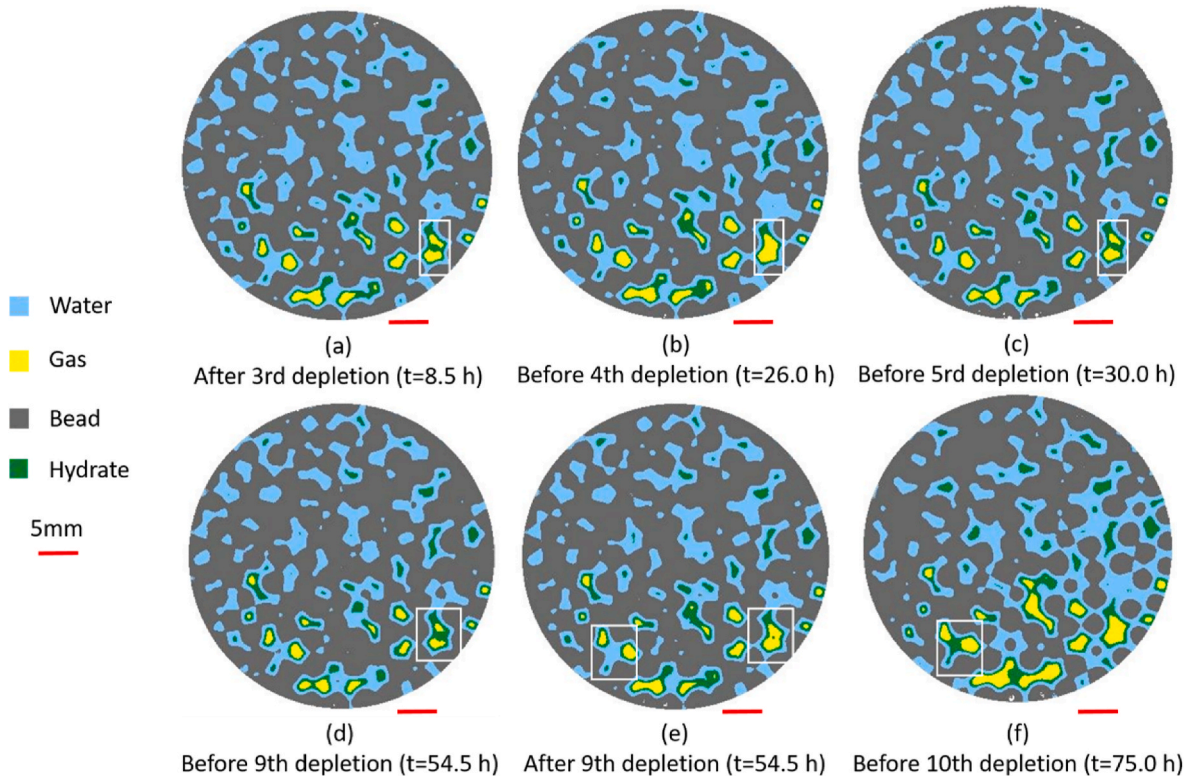 Water
Gas
Bead
Hydrate
5mm
(a)
After 3rd depletion (t=8.5 h)
(b)
Before 4th depletion (t=26.0 h)
(c)
Before 5rd depletion (t=30.0 h)
(d)
Before 9th depletion (t=54.5 h)
(e)
After 9th depletion (t=54.5 h)
(f)
Before 10th depletion (t=75.0 h)